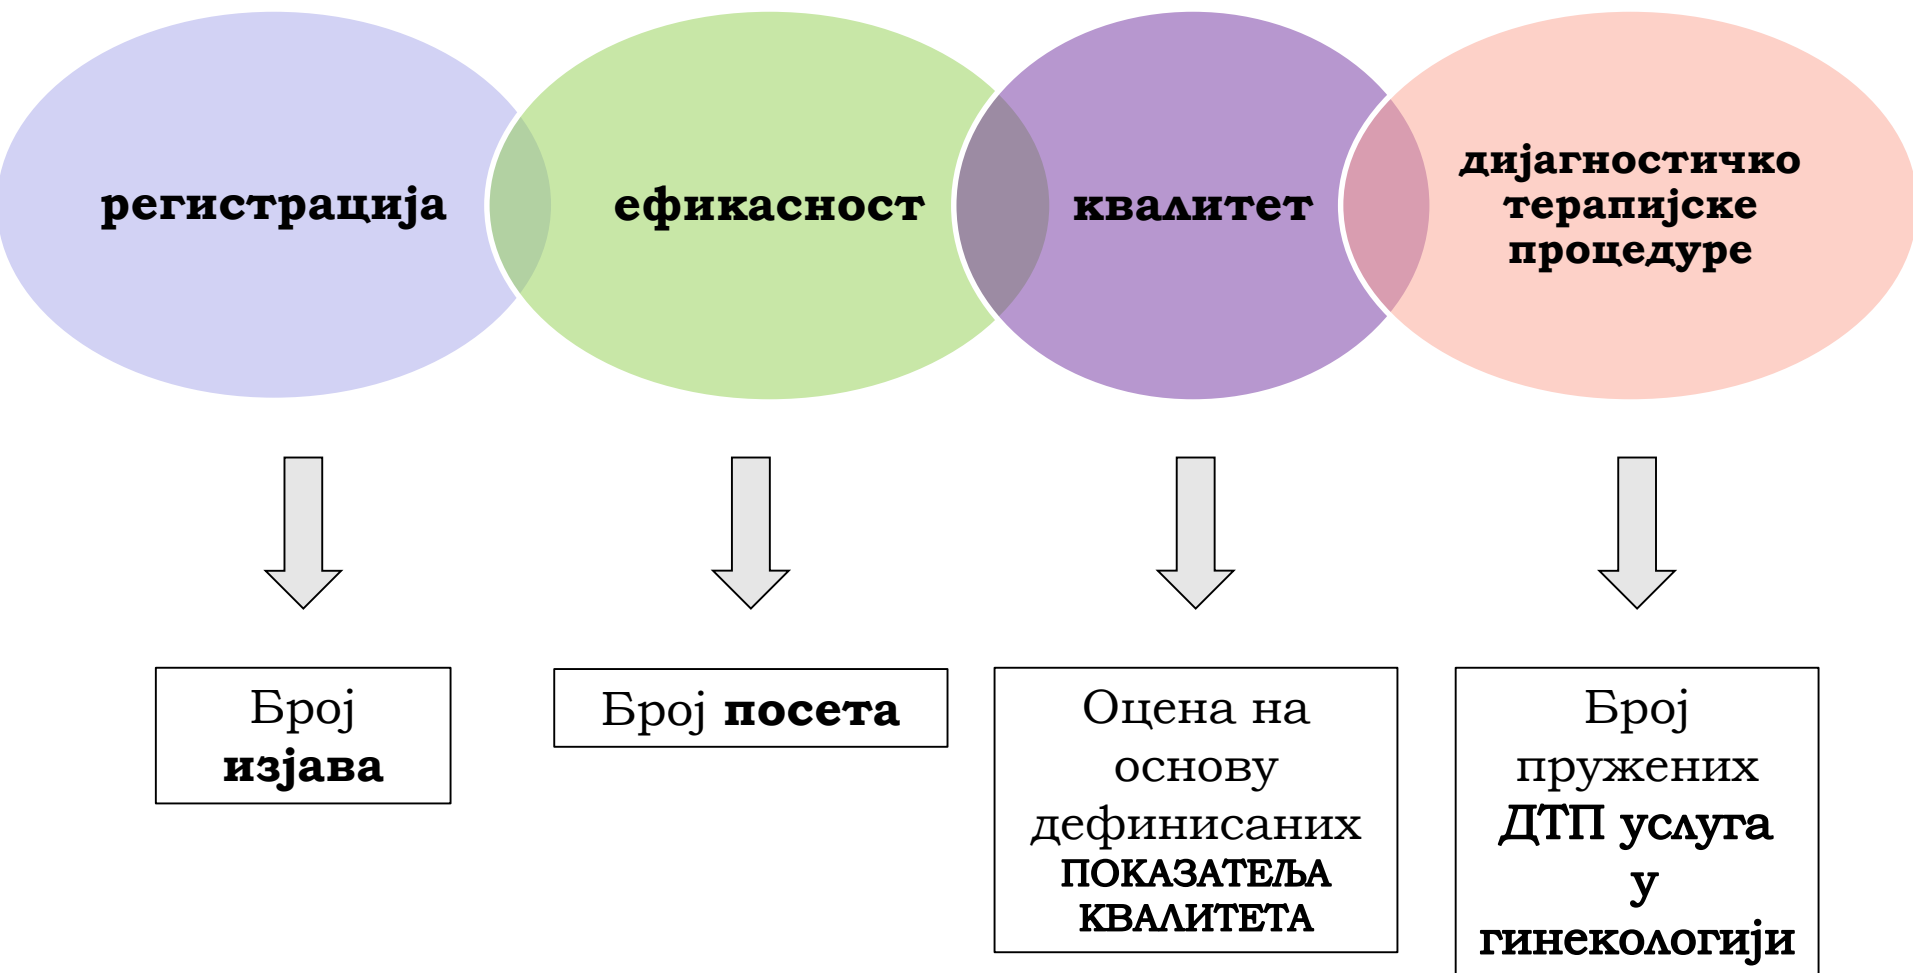 регистрација
ефикасност
квалитет
дијагностичко
терапијске
процедуре
Број
изјава
Број посета
Оцена на
основу
дефинисаних
ПОКАЗАТЕЉА
КВАЛИТЕТА
Број
пружених
ДТП услуга
у
гинекологији